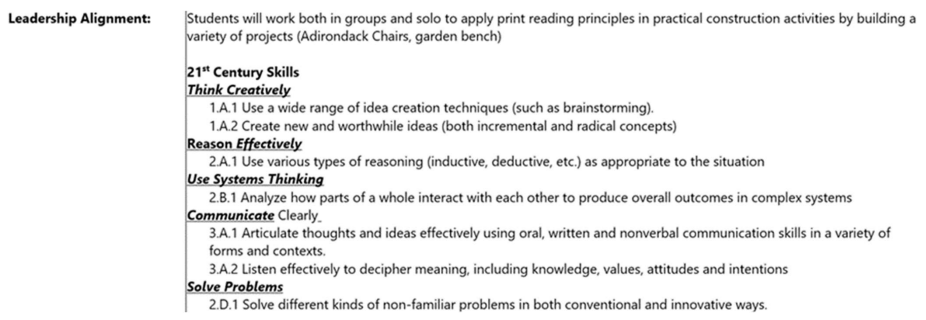 Leadership Alignment: Students will work both in groups and solo to apply print reading principles in practical construction activities by building a
variety of projects (Adirondack Chairs, garden bench)
21st Century Skills
Think Creatively
1.A.1 Use a wide range of idea creation techniques (such as brainstorming).
1.A.2 Create new and worthwhile ideas (both incremental and radical concepts)
Reason Effectively
2.A.1 Use various types of reasoning (inductive, deductive, etc.) as appropriate to the situation
Use Systems Thinking
2.B.1 Analyze how parts of a whole interact with each other to produce overall outcomes in complex systems
Communicate Clearly
3.A.1 Articulate thoughts and ideas effectively using oral, written and nonverbal communication skills in a variety of
forms and contexts.
3.A.2 Listen effectively to decipher meaning, including knowledge, values, attitudes and intentions
Solve Problems
2.D.1 Solve different kinds of non-familiar problems in both conventional and innovative ways.